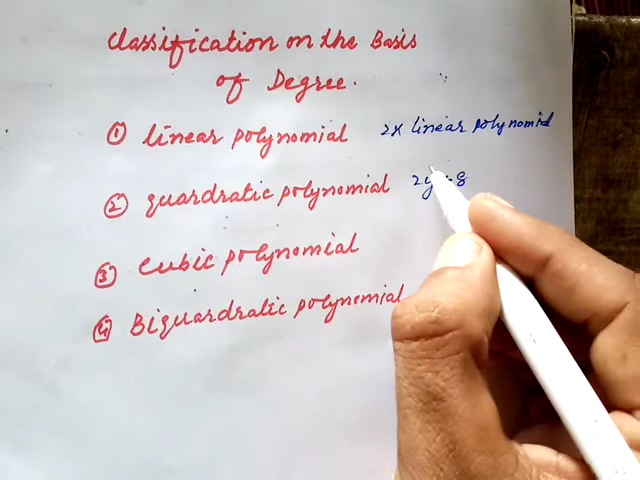 Classification on the Basis
of Degree.
① linear polynomial 2x linear polynomial
② quardratic polynomial
③ Cubic polynomial
④ Biquardratic polynomial